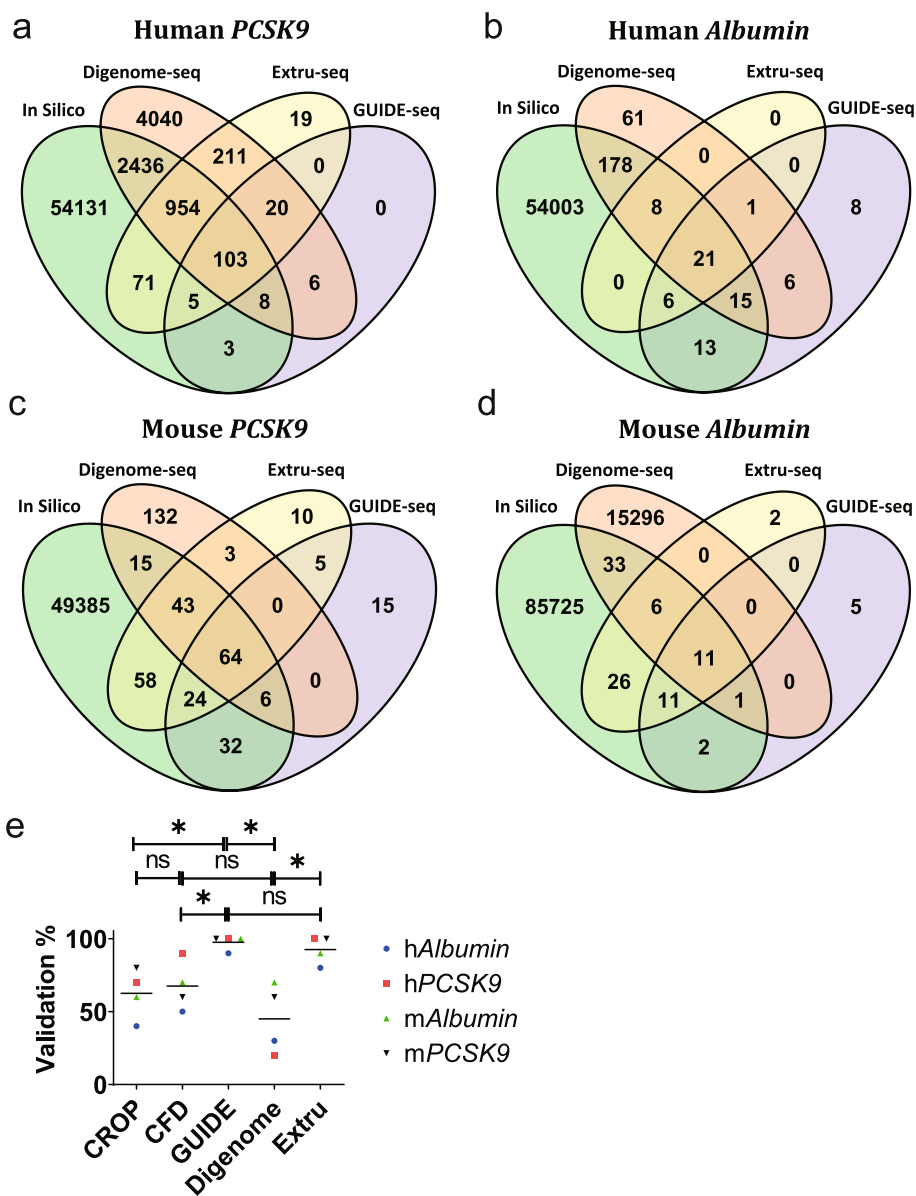 a
Human PCSK9
Digenome-seq Extru-seq
In Silico GUIDE-seq
4040 19
2436 211 0
54131 954 20 0
103
71 6
5 8
3
b
Human Albumin
Digenome-seq Extru-seq
In Silico GUIDE-seq
61 0
178 0 0
54003 8 1 8
21
0 6
6 15
13
c
Mouse PCSK9
Digenome-seq Extru-seq
In Silico GUIDE-seq
132 10
15 3 5
49385 43 0 15
64
58 0
24 6
32
d
Mouse Albumin
Digenome-seq Extru-seq
In Silico GUIDE-seq
15296 2
33 0 0
85725 6 0 5
11
26 0
11 1
2
e
* *
ns ns *
* ns
Validation %
100
50
0
CROP
CFD
GUIDE
Digenome
Extru
hAlbumin
hPCSK9
mAlbumin
mPCSK9